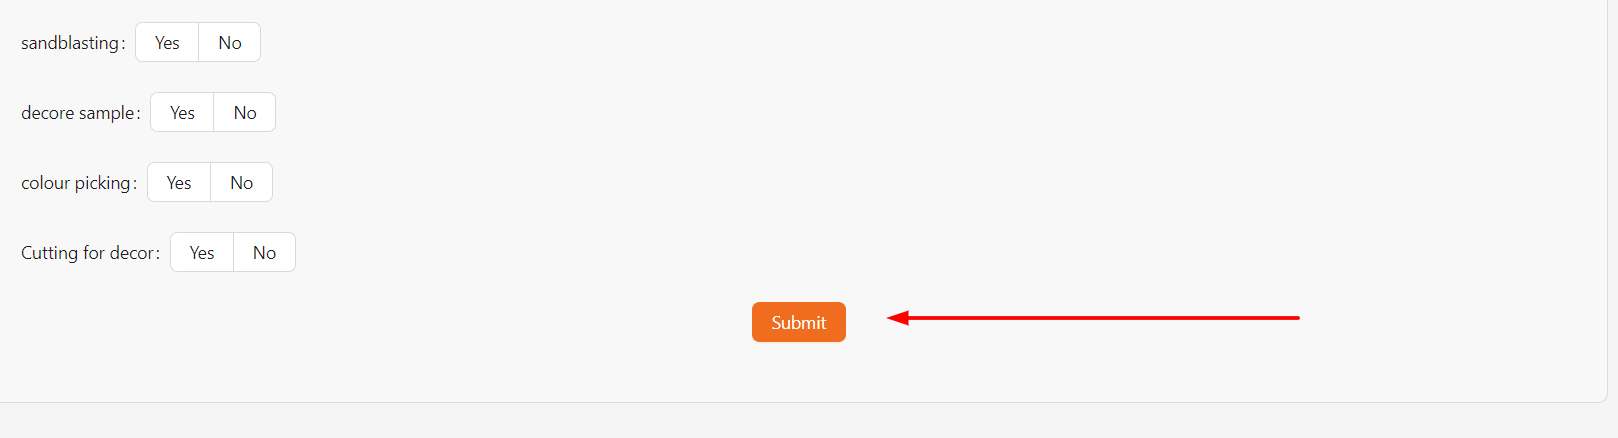 sandblasting: Yes No
decore sample: Yes No
colour picking: Yes No
Cutting for decor: Yes No
Submit